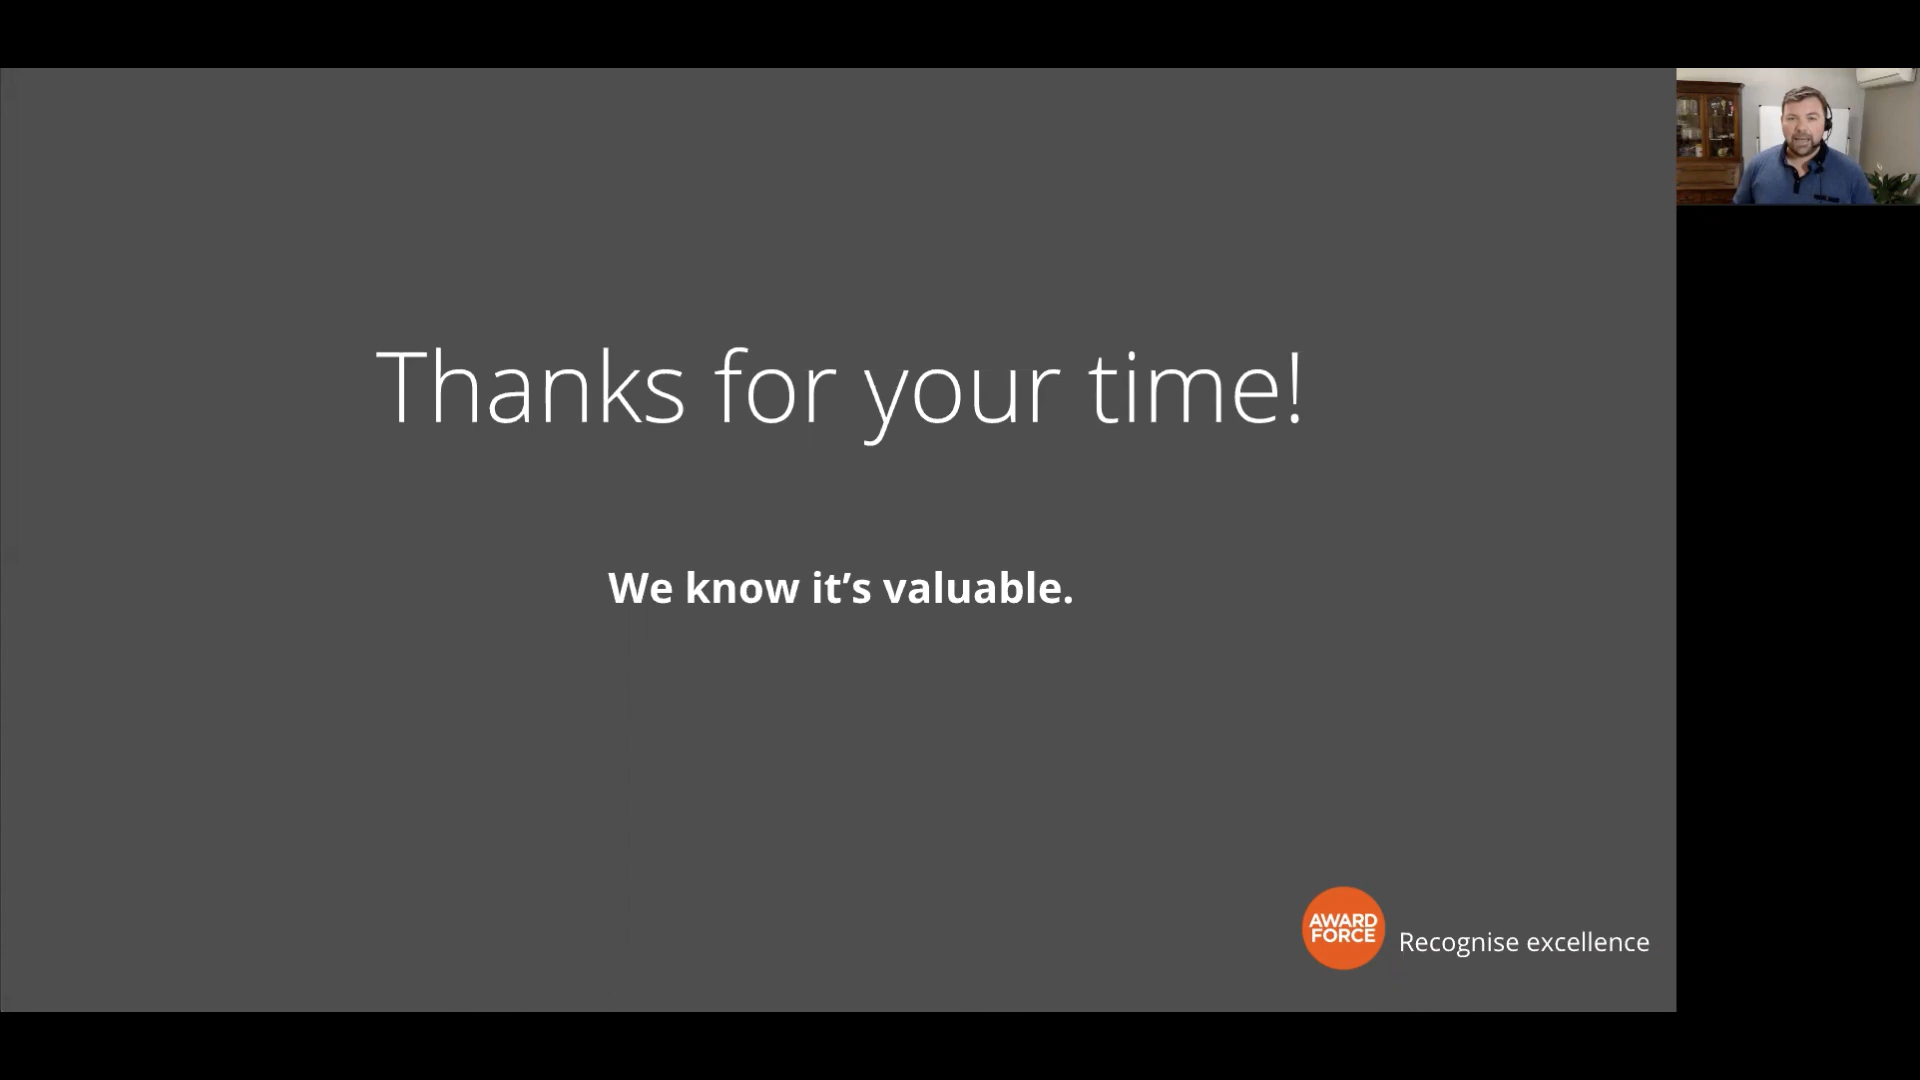 Thanks for your time!
We know it’s valuable.
AWARD
FORCE
Recognise excellence